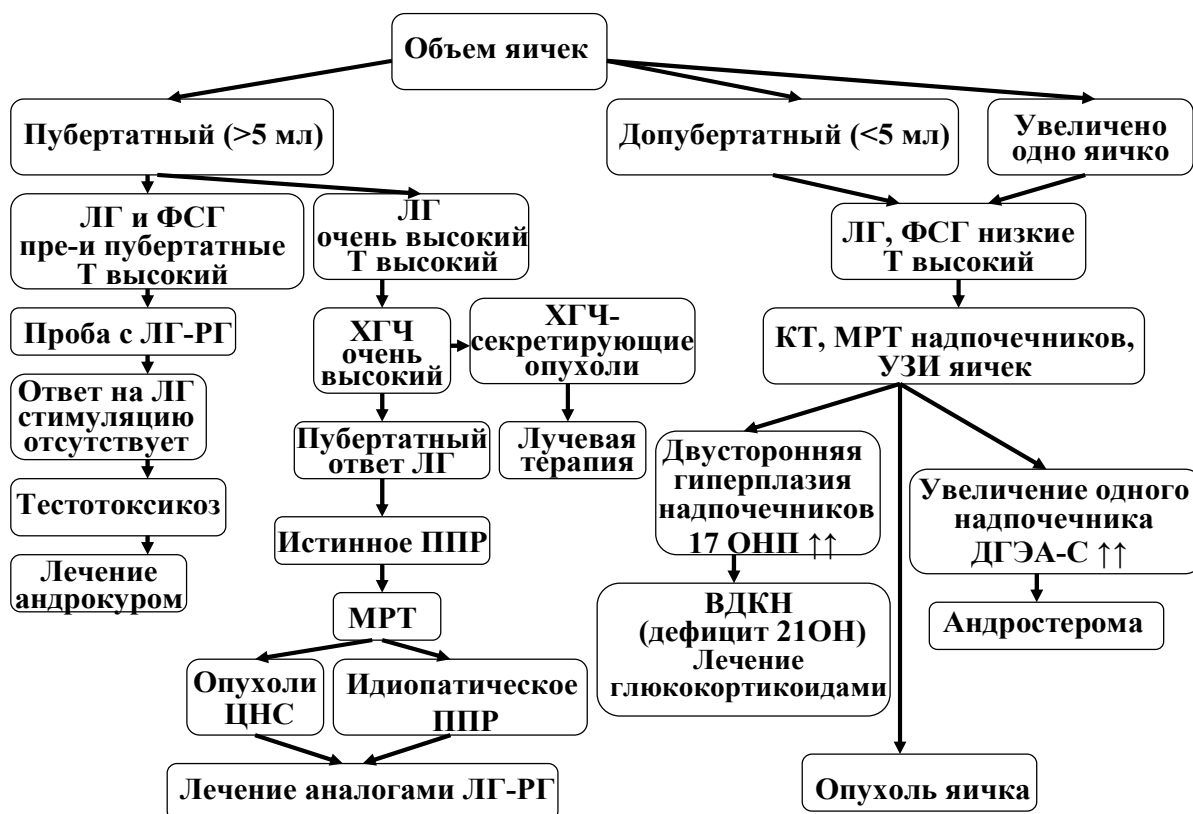 Объем яичек
Пубертатный (>5 мл)
Допубертатный (<5 мл)
Увеличено
одно яичко
ЛГ и ФСГ
пре-и пубертатные
Т высокий
ЛГ
очень высокий
Т высокий
ЛГ, ФСГ низкие
Т высокий
Проба с ЛГ-РГ
ХГЧ
очень
высокий
ХГЧ-
секретирующие
опухоли
КТ, МРТ надпочечников,
УЗИ яичек
Ответ на ЛГ
стимуляцию
отсутствует
Пубертатный
ответ ЛГ
Лучевая
терапия
Двусторонняя
гиперплазия
надпочечников
17 ОНП ↑↑
Увеличение одного
надпочечника
ДГЭА-С ↑↑
Тестотоксикоз
Истинное ППР
Лечение
андрокуром
МРТ
ВДКН
(дефицит 21ОН)
Лечение
глюкокортикоидами
Андростерома
Опухоли
ЦНС
Идиопатическое
ППР
Лечение аналогами ЛГ-РГ
Опухоль яичка